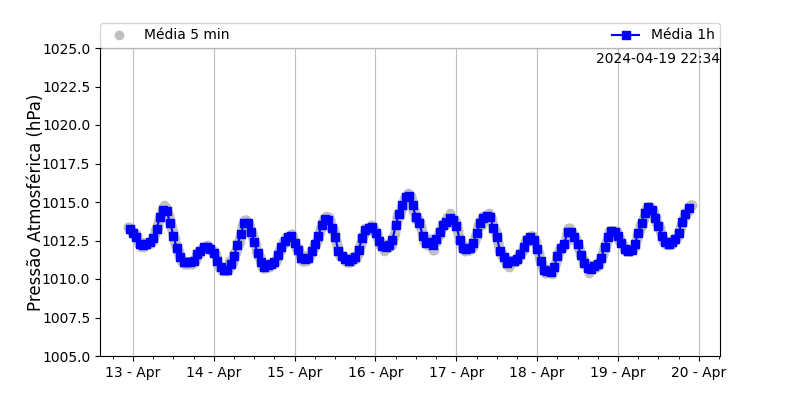 Média 5 min
Média 1h
2024-04-19 22:34
Pressão Atmosférica (hPa)
1025.0
1022.5
1020.0
1017.5
1015.0
1012.5
1010.0
1007.5
1005.0
13 - Apr 14 - Apr 15 - Apr 16 - Apr 17 - Apr 18 - Apr 19 - Apr 20 - Apr